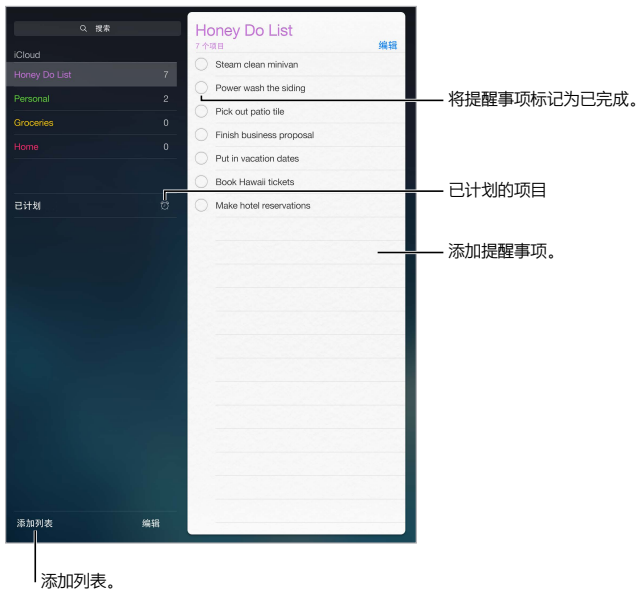 搜索
iCloud
Honey Do List 7
Personal 2
Groceries 0
Home 0
已计划
添加列表 编辑
Honey Do List
7 个项目 编辑
Steam clean minivan
Power wash the siding
Pick out patio tile
Finish business proposal
Put in vacation dates
Book Hawaii tickets
Make hotel reservations
将提醒事项标记为已完成。
已计划的项目
添加提醒事项。
添加列表。